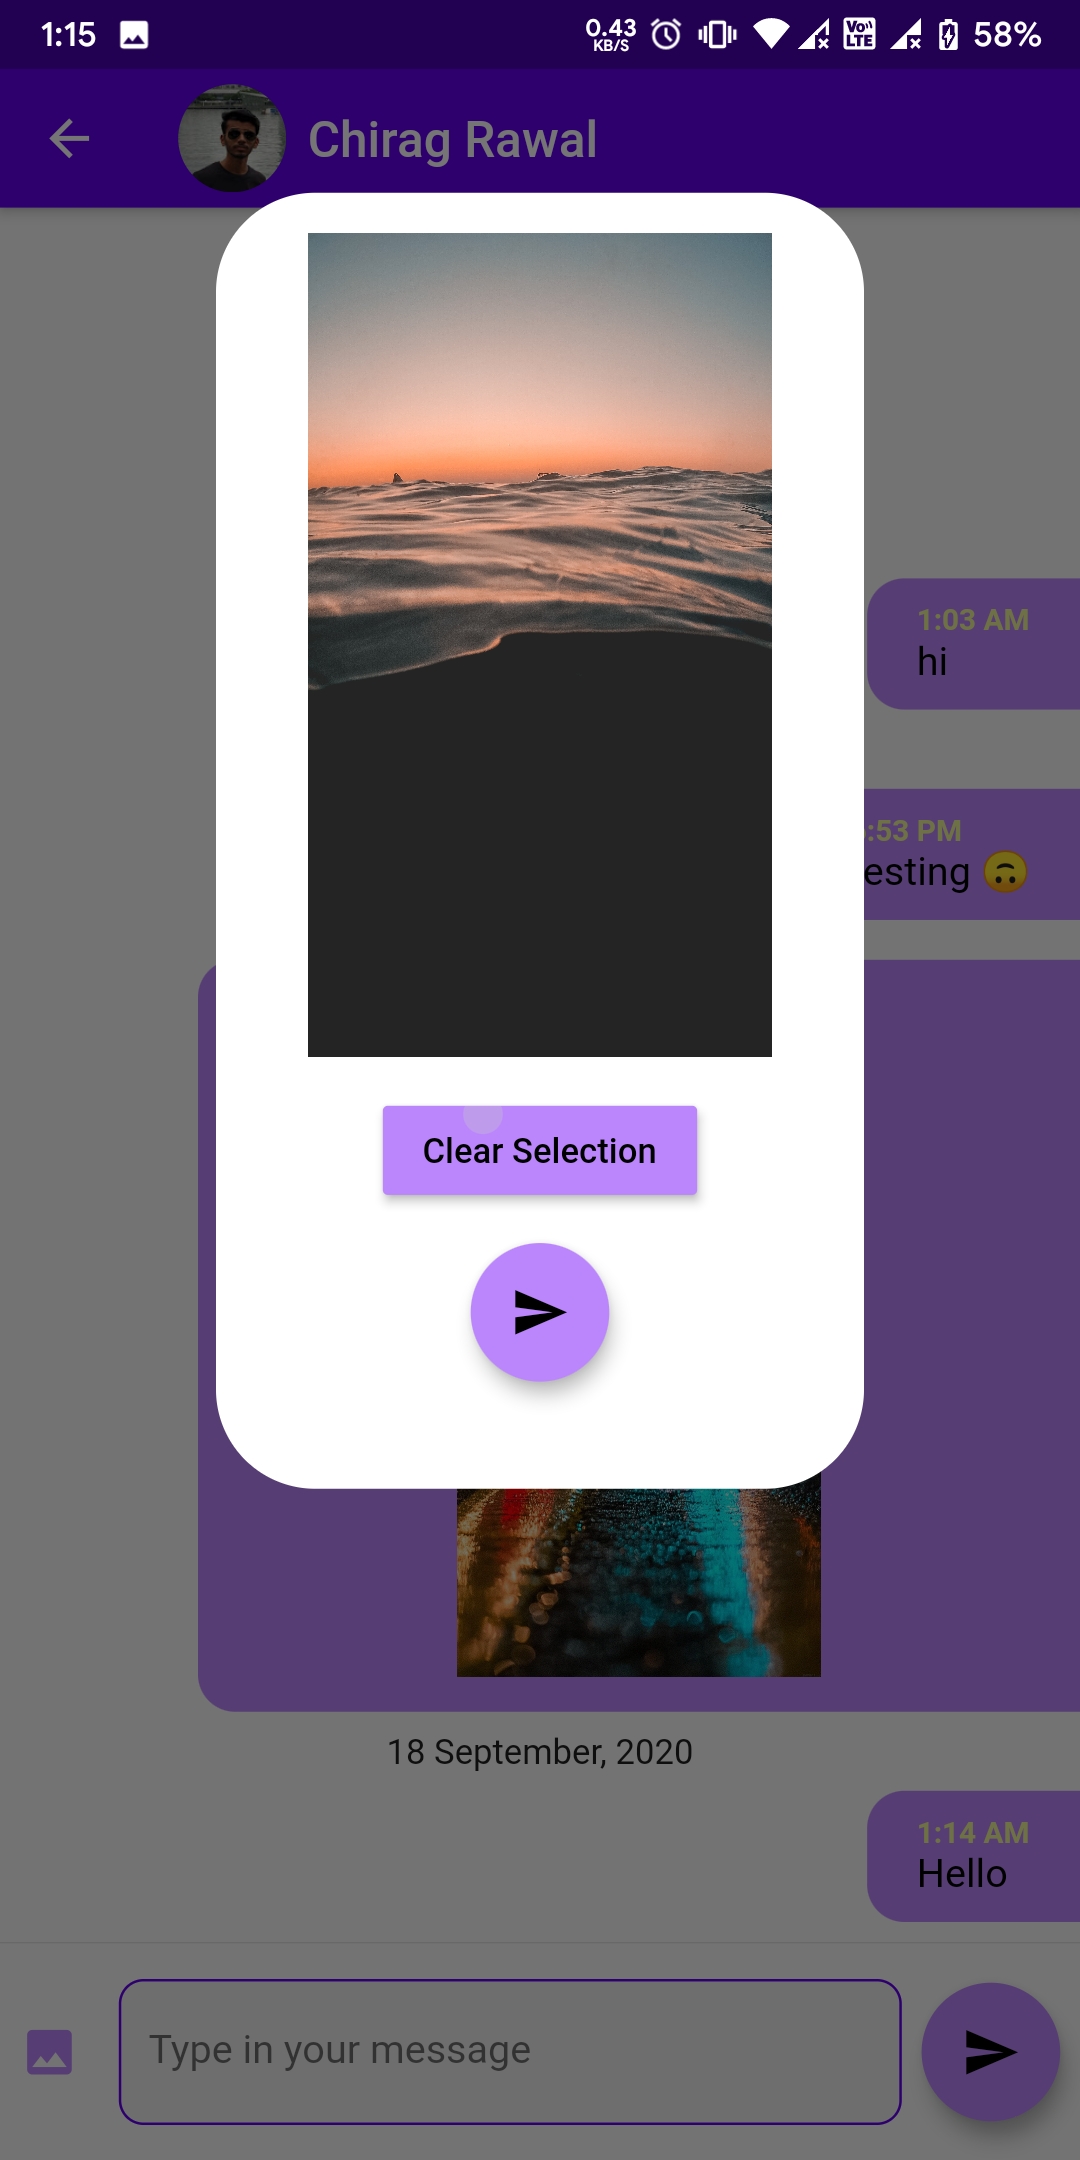 1:15 0.43 KB/S Vo)) LTE 58%
Chirag Rawal
1:03 AM
hi
:53 PM
esting 🙃
Clear Selection
18 September, 2020
1:14 AM
Hello
Type in your message